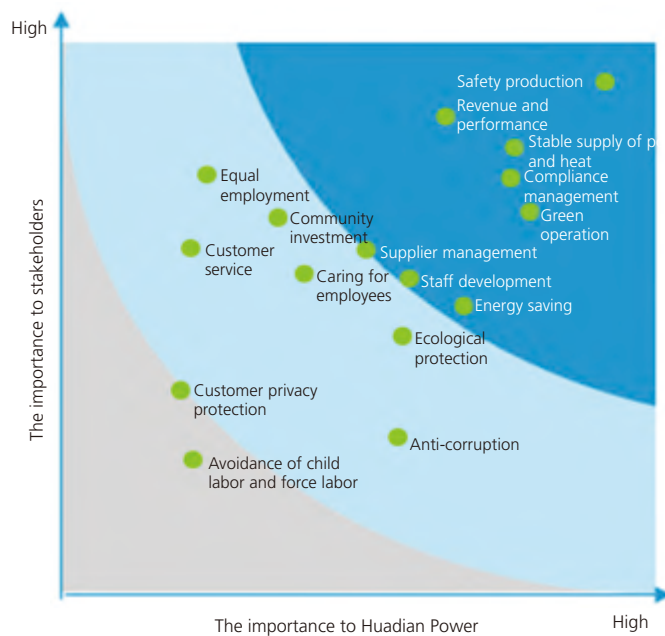 High
Safety production
Revenue and
performance
Stable supply of p
and heat
Equal
employment
Compliance
management
Community
investment
Green
operation
Customer
service
Supplier management
Caring for
employees
Staff development
Energy saving
Ecological
protection
Customer privacy
protection
Anti-corruption
Avoidance of child
labor and force labor
The importance to stakeholders
The importance to Huadian Power
High